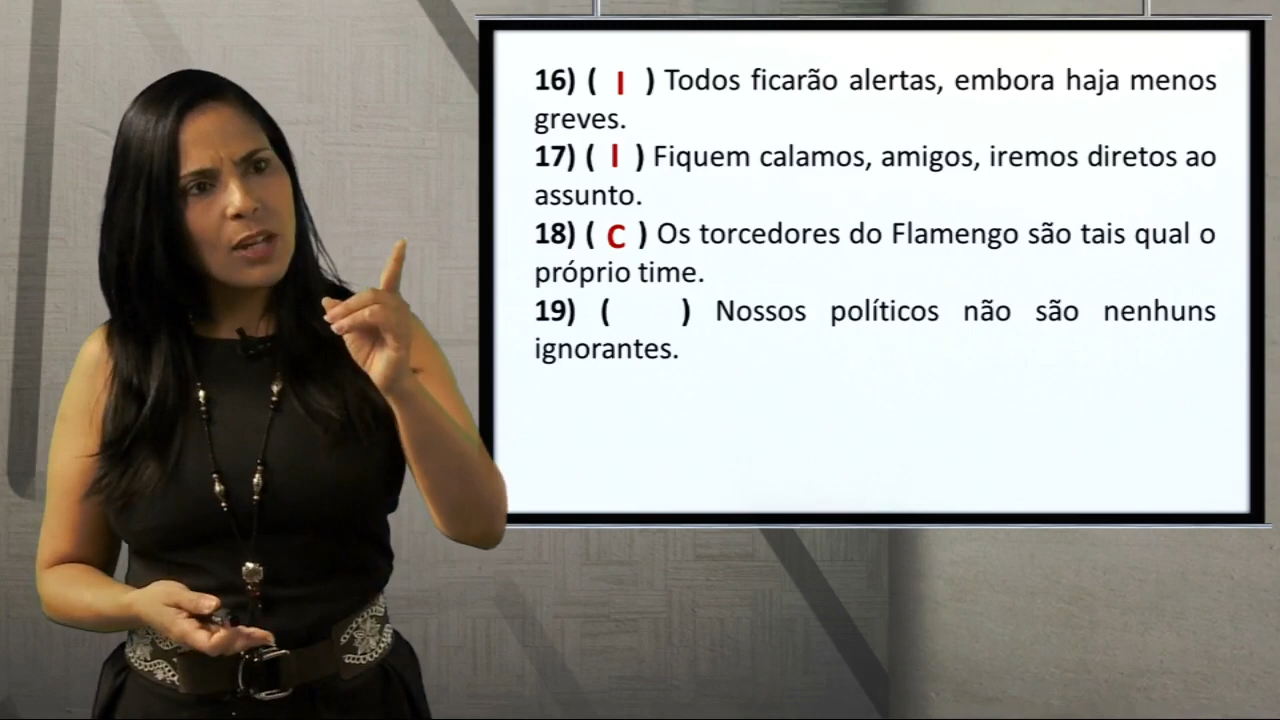 16) ( I ) Todos ficarão alertas, embora haja menos
greves.
17) ( I ) Fiquem calamos, amigos, iremos diretos ao
assunto.
18) ( C ) Os torcedores do Flamengo são tais qual o
próprio time.
19) ( ) Nossos políticos não são nenhuns
ignorantes.